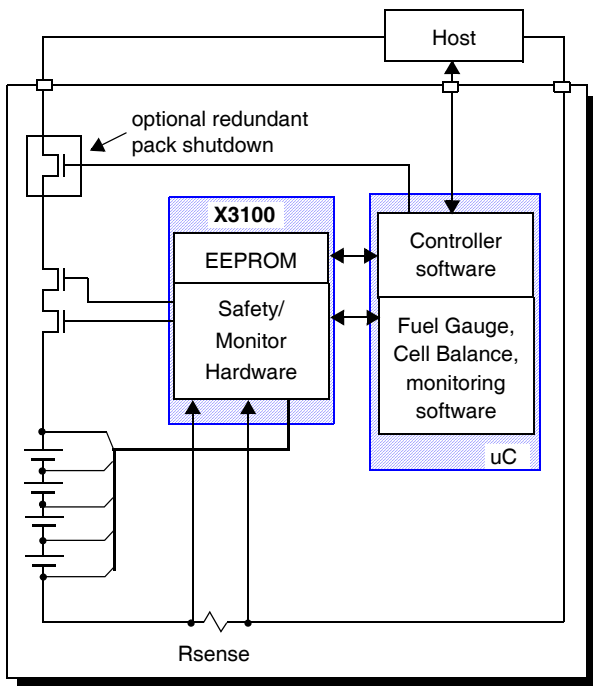 Host
optional redundant
pack shutdown
X3100
EEPROM
Safety/
Monitor
Hardware
Controller
software
Fuel Gauge,
Cell Balance,
monitoring
software
uC
Rsense